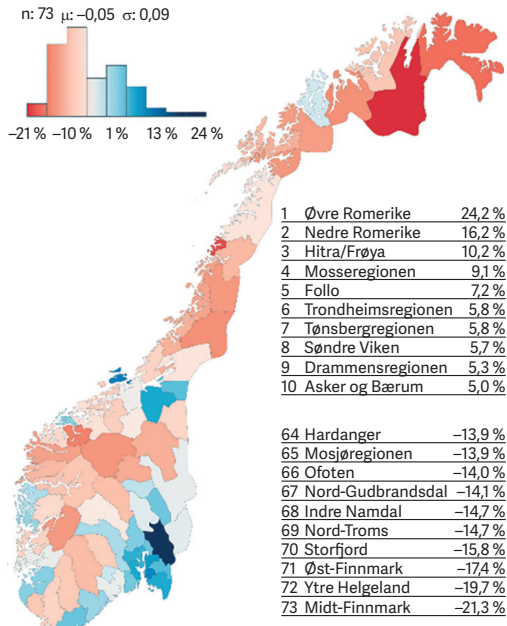 n: 73 μ: –0,05 σ: 0,09
–21 % –10 % 1 % 13 % 24 %
1 Øvre Romerike 24,2 %
2 Nedre Romerike 16,2 %
3 Hitra/Frøya 10,2 %
4 Mosseregionen 9,1 %
5 Follo 7,2 %
6 Trondheimsregionen 5,8 %
7 Tønsbergregionen 5,8 %
8 Søndre Viken 5,7 %
9 Drammensregionen 5,3 %
10 Asker og Bærum 5,0 %
64 Hardanger –13,9 %
65 Mosjøregionen –13,9 %
66 Ofoten –14,0 %
67 Nord-Gudbrandsdal –14,1 %
68 Indre Namdal –14,7 %
69 Nord-Troms –14,7 %
70 Storfjord –15,8 %
71 Øst-Finnmark –17,4 %
72 Ytre Helgeland –19,7 %
73 Midt-Finnmark –21,3 %